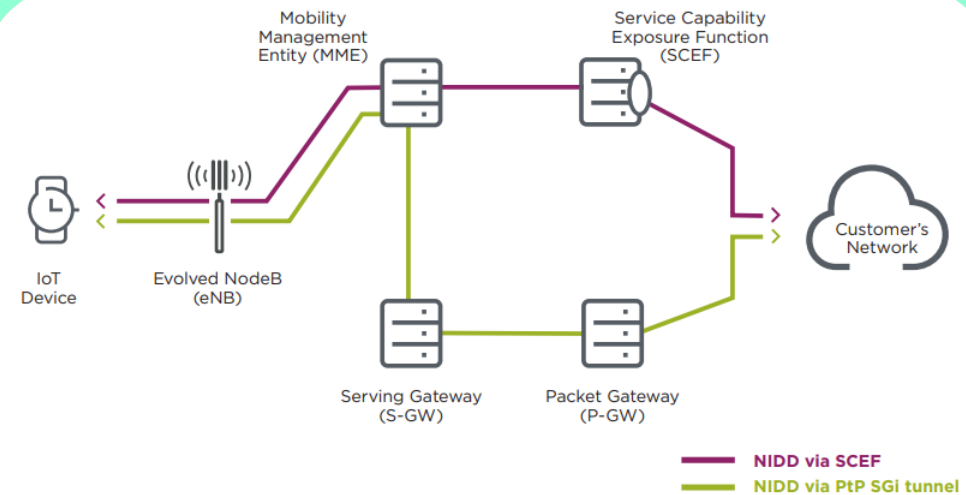 Mobility
Management
Entity (MME)
Service Capability
Exposure Function
(SCEF)
IoT
Device
Evolved NodeB
(eNB)
Customer's
Network
Serving Gateway
(S-GW)
Packet Gateway
(P-GW)
NIDD via SCEF
NIDD via PtP SGi tunnel